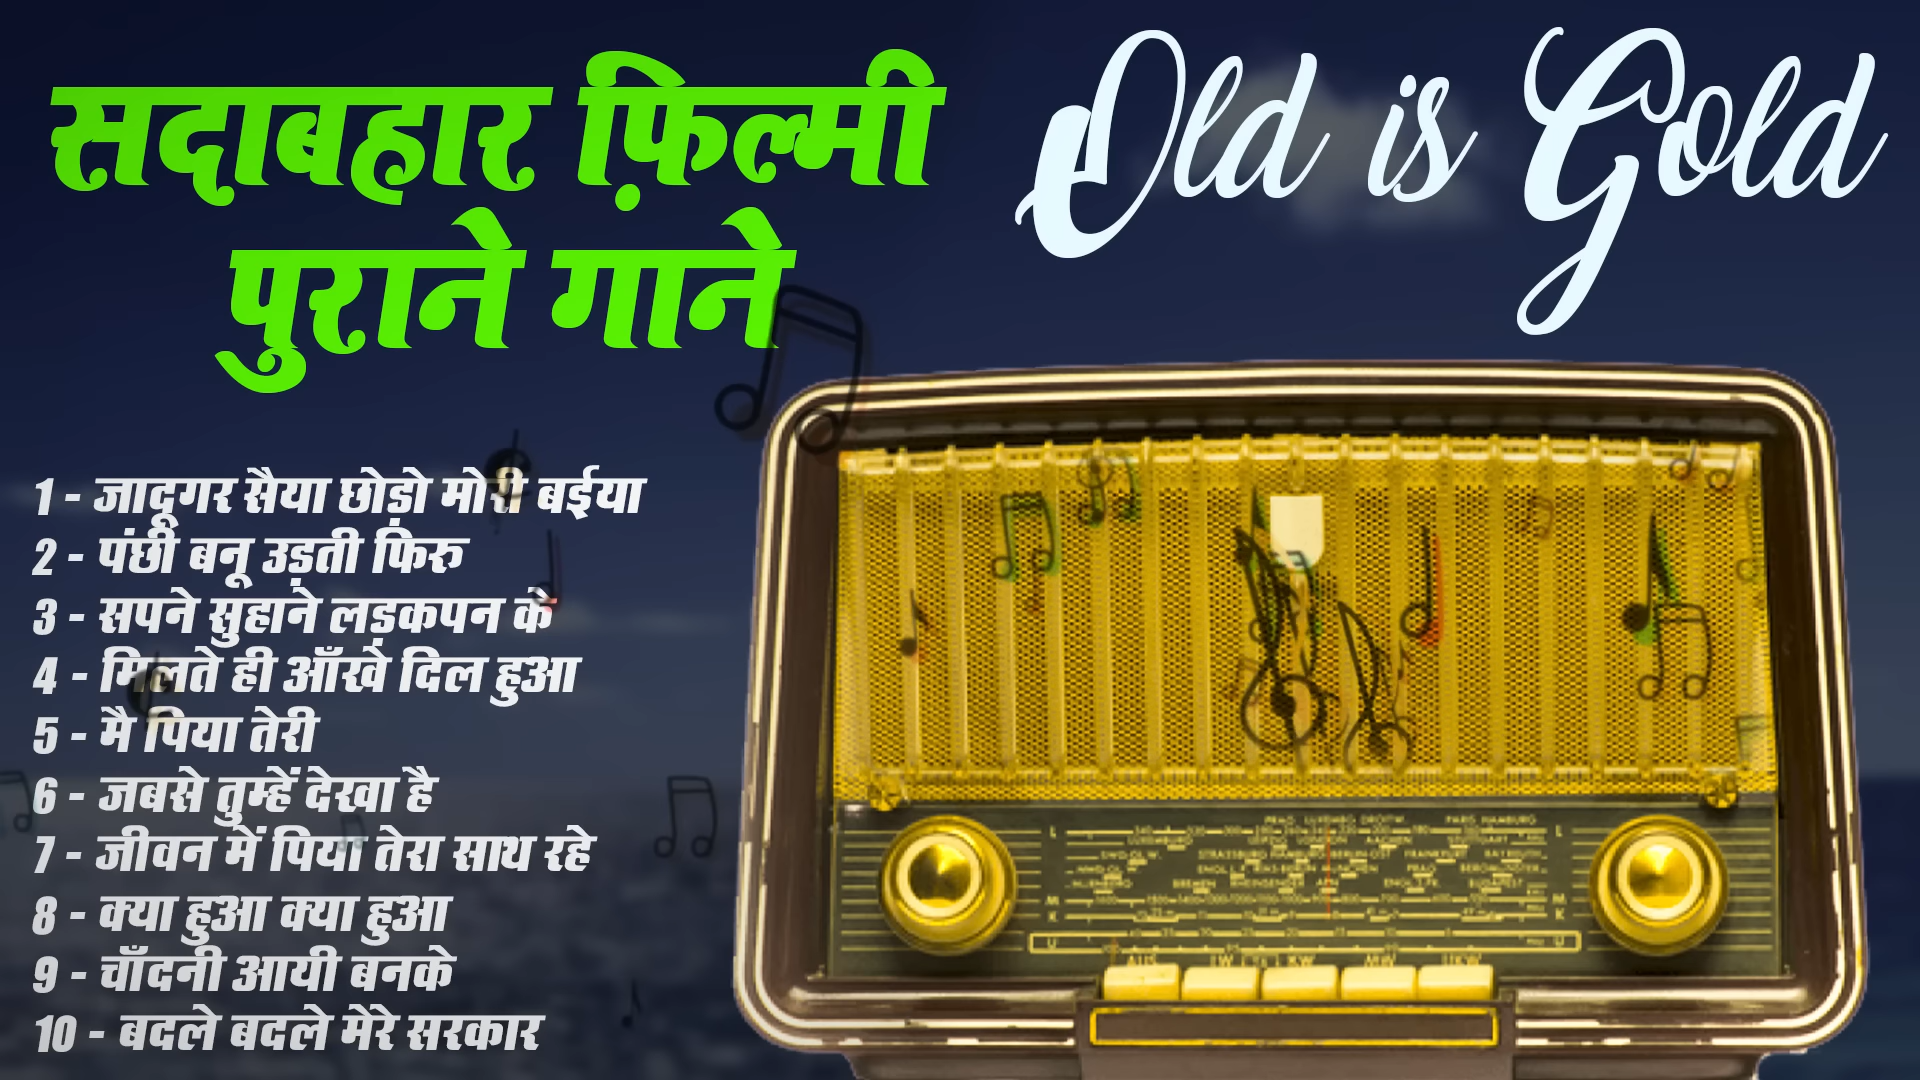 सदाबहार फ़िल्मी
पुराने गाने
Old is Gold
1 - जादूगर सैया छोड़ो मोरी बईया
2 - पंछी बनू उड़ती फिरु
3 - सपने सुहाने लड़कपन के
4 - मिलते ही आँखे दिल हुआ
5 - मै पिया तेरी
6 - जबसे तुम्हें देखा है
7 - जीवन में पिया तेरा साथ रहे
8 - क्या हुआ क्या हुआ
9 - चाँदनी आयी बनके
10 - बदले बदले मेरे सरकार